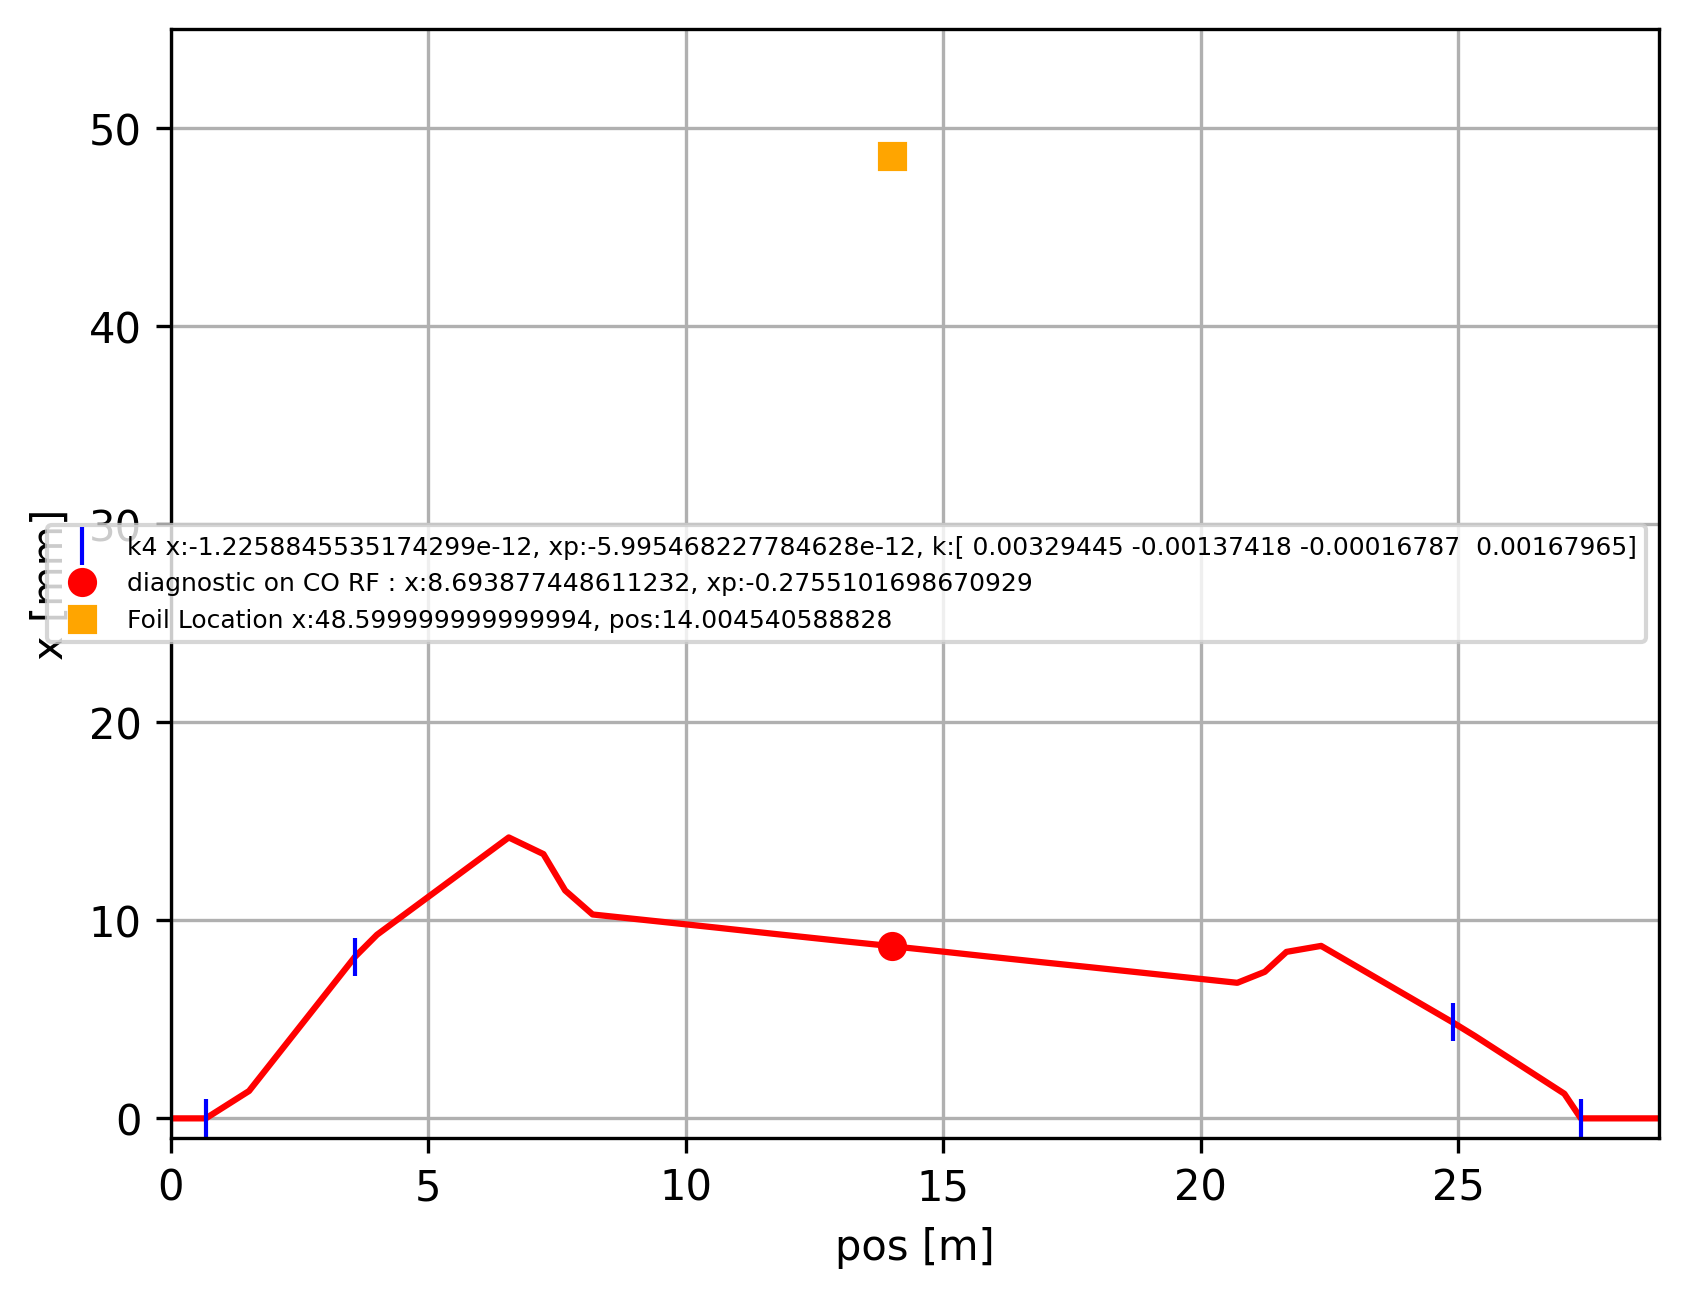 50
40
30
x [mm]
k4 x:-1.2258845535174299e-12, xp:-5.995468227784628e-12, k:[ 0.00329445 -0.00137418 -0.00016787  0.00167965]
diagnostic on CO RF : x:8.693877448611232, xp:-0.2755101698670929
Foil Location x:48.599999999999994, pos:14.004540588828
20
10
0
0 5 10 15 20 25
pos [m]